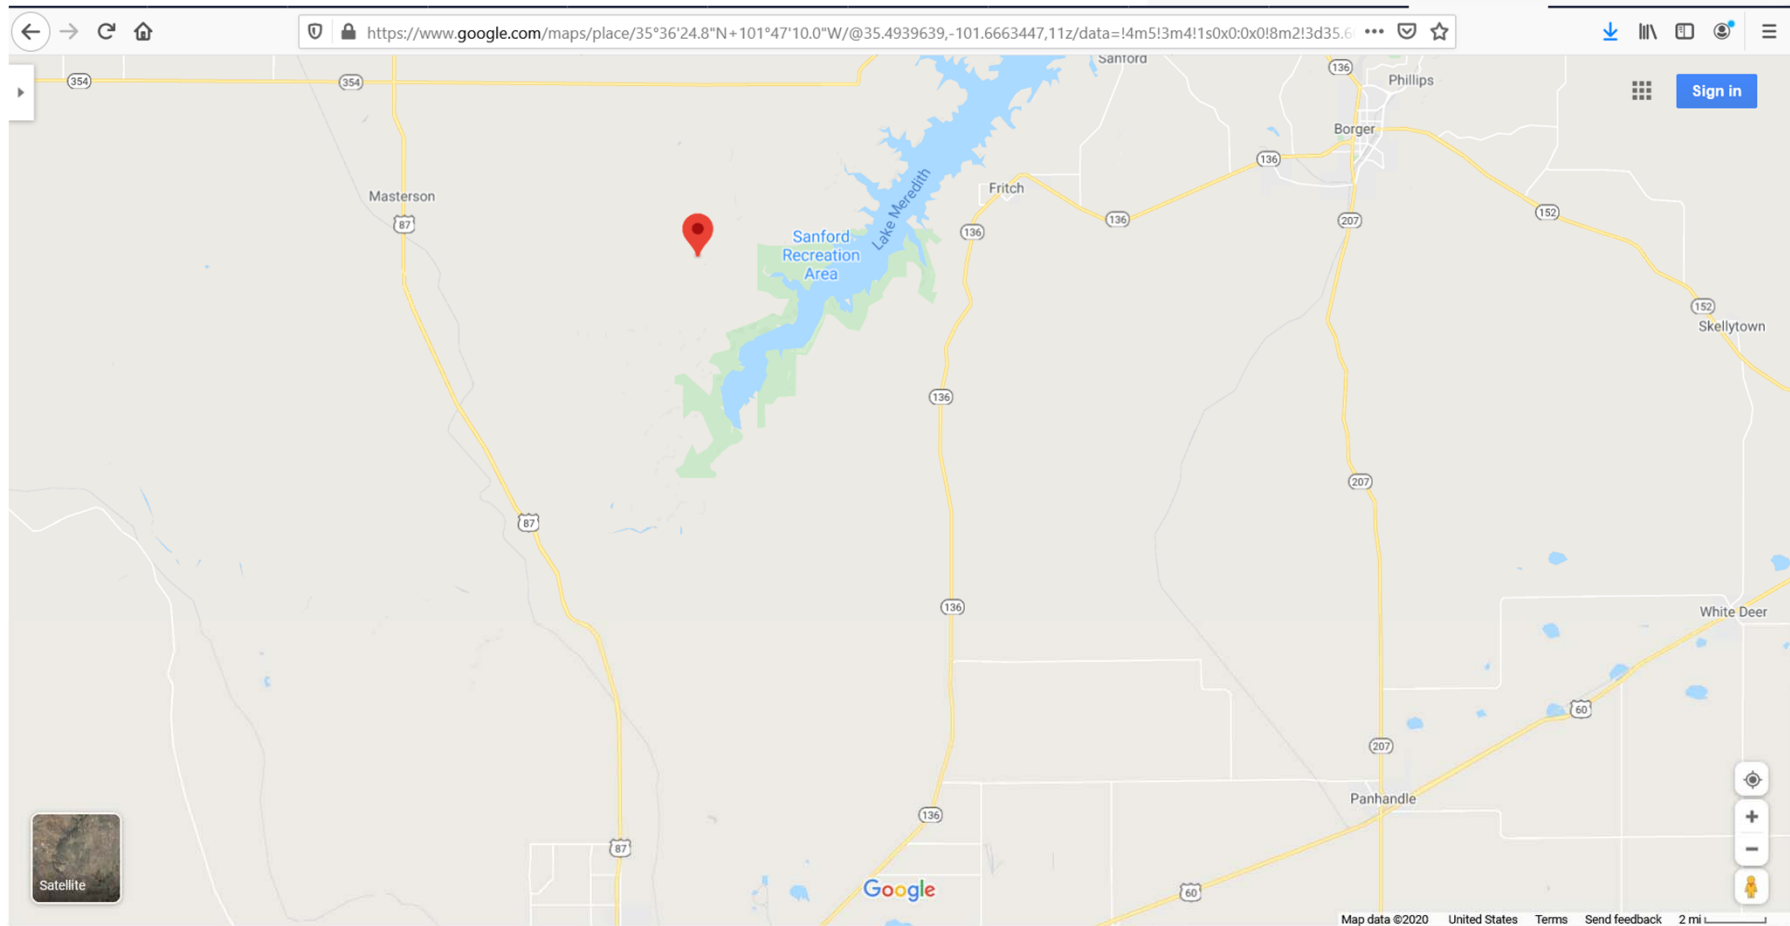 https://www.google.com/maps/place/35°36'24.8"N+101°47'10.0"W/@35.4939639,-101.6663447,11z/data=!4m5!3m4!1s0x0:0x0!8m2!3d35.6
Sanford
136
354
354
Phillips
Sign in
Borger
136
Lake Meredith
Fritch
Masterson
87
136
136
207
152
Sanford
Recreation
Area
152
Skellytown
136
207
87
136
White Deer
60
207
Panhandle
136
87
Satellite
Google
60
Map data ©2020 United States Terms Send feedback 2 mi